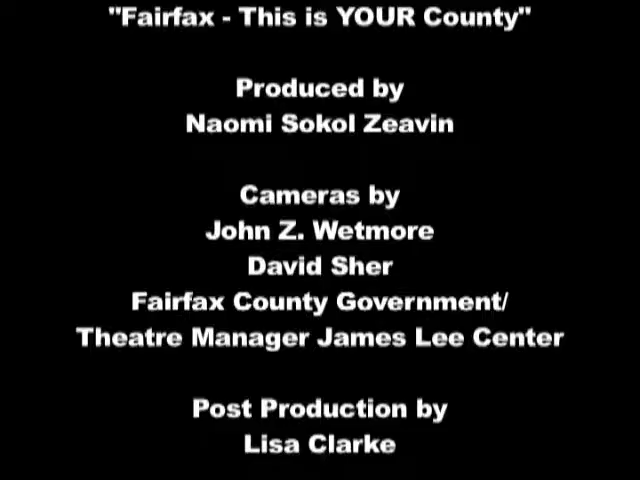 "Fairfax - This is YOUR County"
Produced by
Naomi Sokol Zeavin
Cameras by
John Z. Wetmore
David Sher
Fairfax County Government/
Theatre Manager James Lee Center
Post Production by
Lisa Clarke